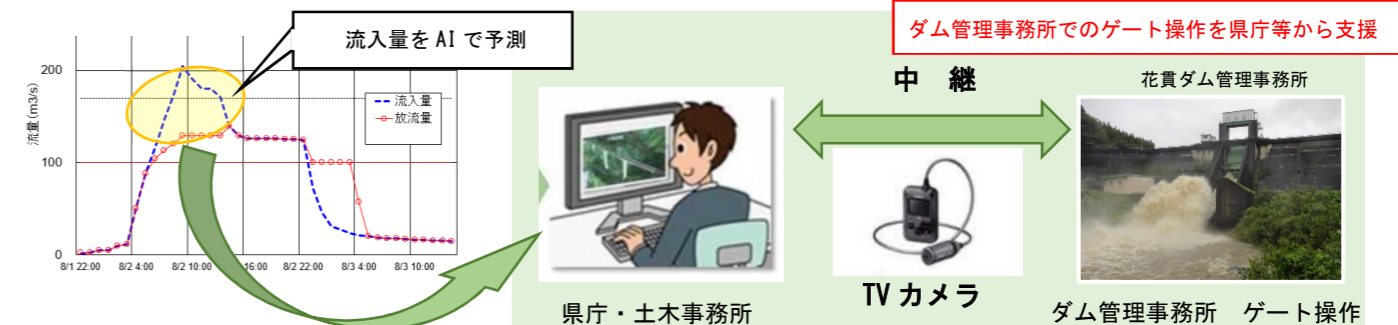 ダム管理事務所でのゲート操作を県庁等から支援
流入量をAIで予測
流量(m3/s)
200
100
0
流入量
放流量
8/1 22:00
8/2 4:00
8/2 10:00
16:00
8/2 22:00
8/3 4:00
8/3 10:00
中 継
花貫ダム管理事務所
TVカメラ
県庁・土木事務所
ダム管理事務所 ゲート操作